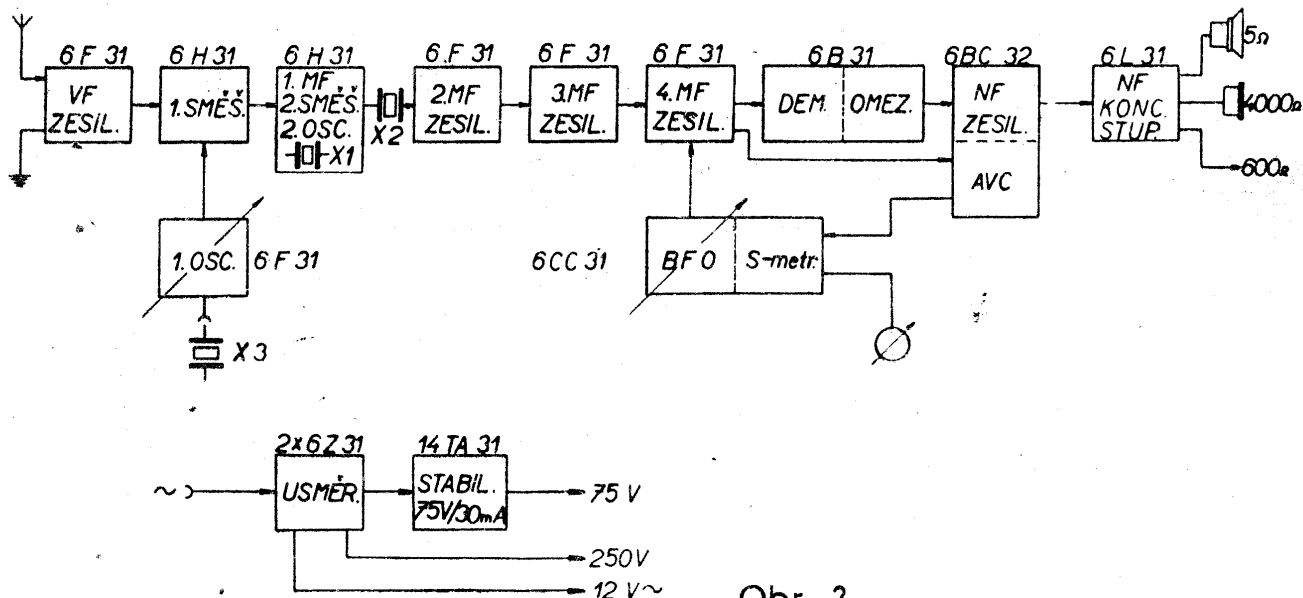 6 F 31
6 H 31
6 H 31
6 F 31
6 F 31
6 F 31
6 B 31
6BC 32
6 L 31
5Ω
VF
ZESIL.
1.SMĚŠ.
1. MF
2.SMĚŠ.
2. OSC.
X1
X2
2.MF
ZESIL.
3.MF
ZESIL.
4.MF
ZESIL.
DEM.
OMEZ.
NF
ZESIL.
AVC
NF
KONC.
STUP.
4000Ω
600Ω
1.OSC.
6 F 31
6CC 31
BFO
S-metr.
X 3
2×6 Z 31
14 TA 31
~
USMĚR.
STABIL.
75V/30mA
75 V
250V
12 V~
Obr. 2